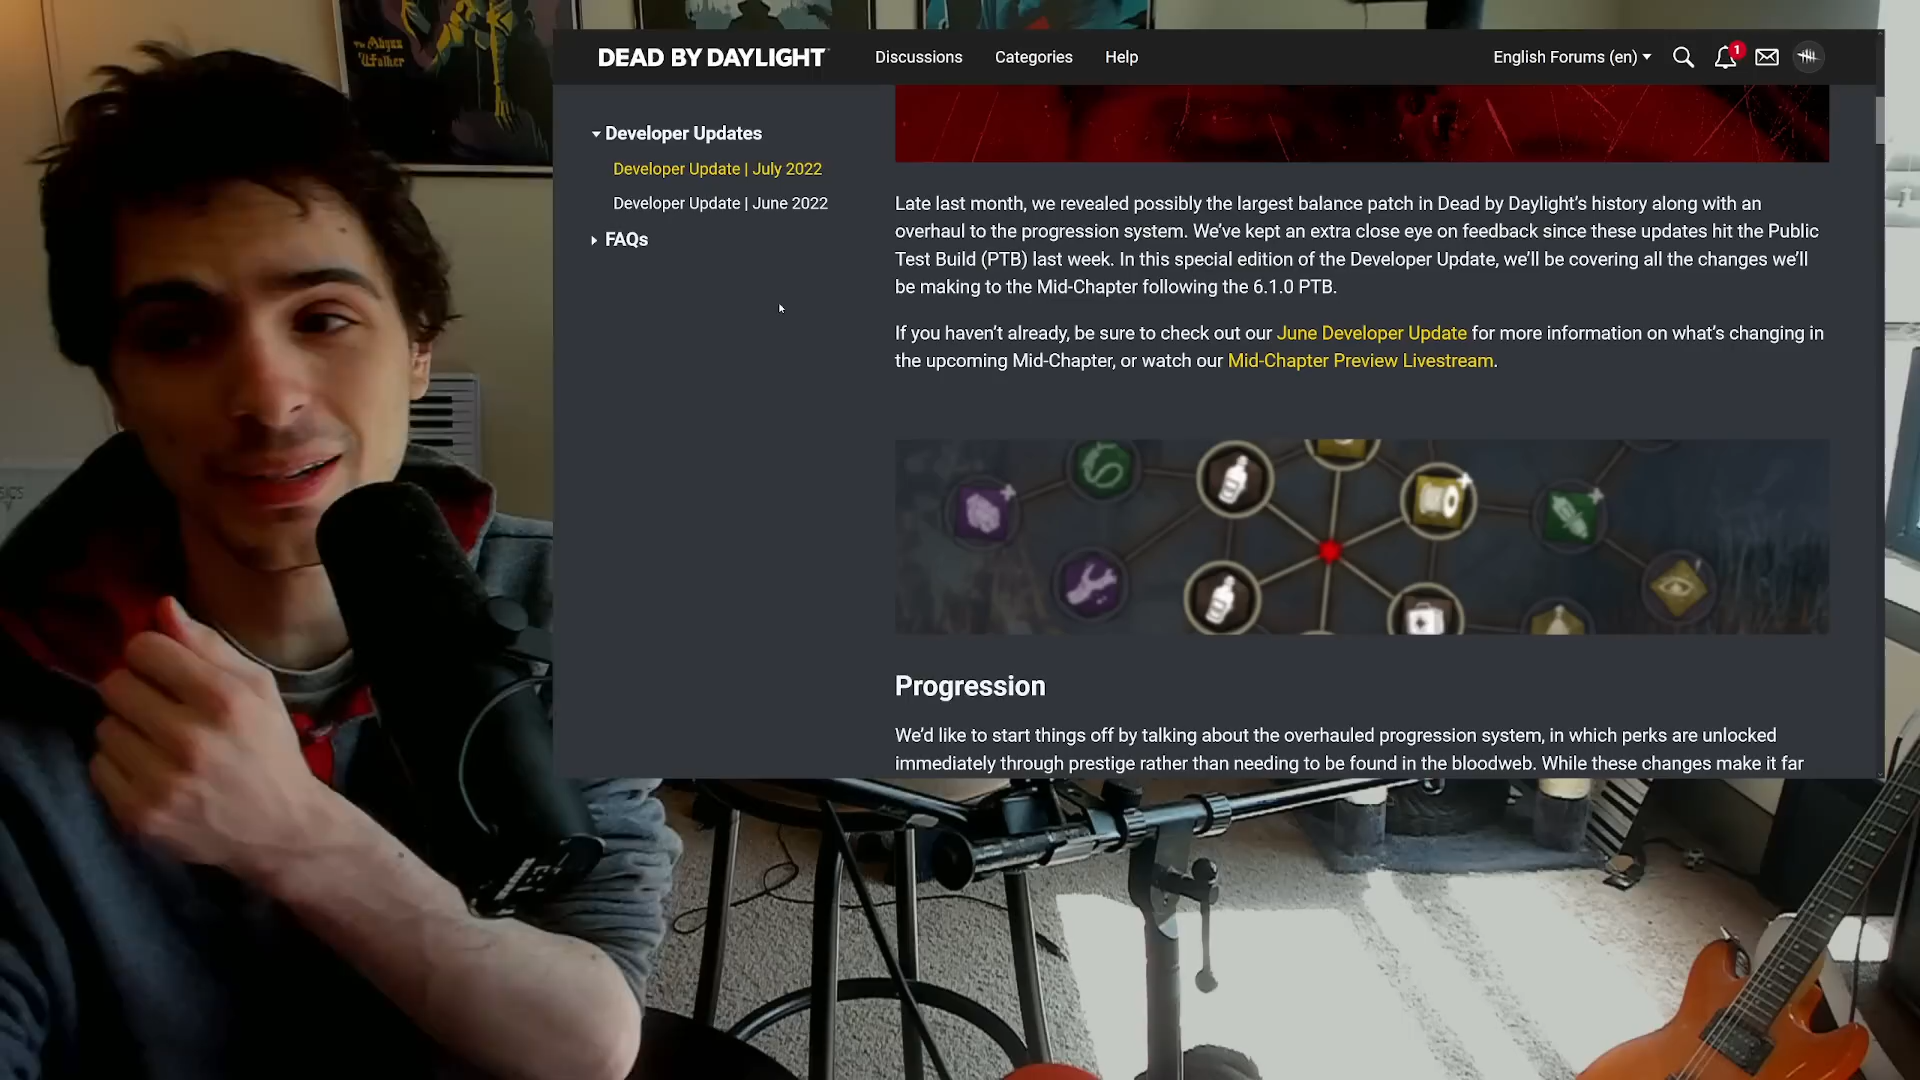 The Abyss
Walker
DEAD BY DAYLIGHT
Discussions
Categories
Help
English Forums (en)
1
Developer Updates
Developer Update | July 2022
Developer Update | June 2022
FAQs
Late last month, we revealed possibly the largest balance patch in Dead by Daylight's history along with an
overhaul to the progression system. We've kept an extra close eye on feedback since these updates hit the Public
Test Build (PTB) last week. In this special edition of the Developer Update, we'll be covering all the changes we'll
be making to the Mid-Chapter following the 6.1.0 PTB.
If you haven't already, be sure to check out our June Developer Update for more information on what's changing in
the upcoming Mid-Chapter, or watch our Mid-Chapter Preview Livestream.
Progression
We'd like to start things off by talking about the overhauled progression system, in which perks are unlocked
immediately through prestige rather than needing to be found in the bloodweb. While these changes make it far